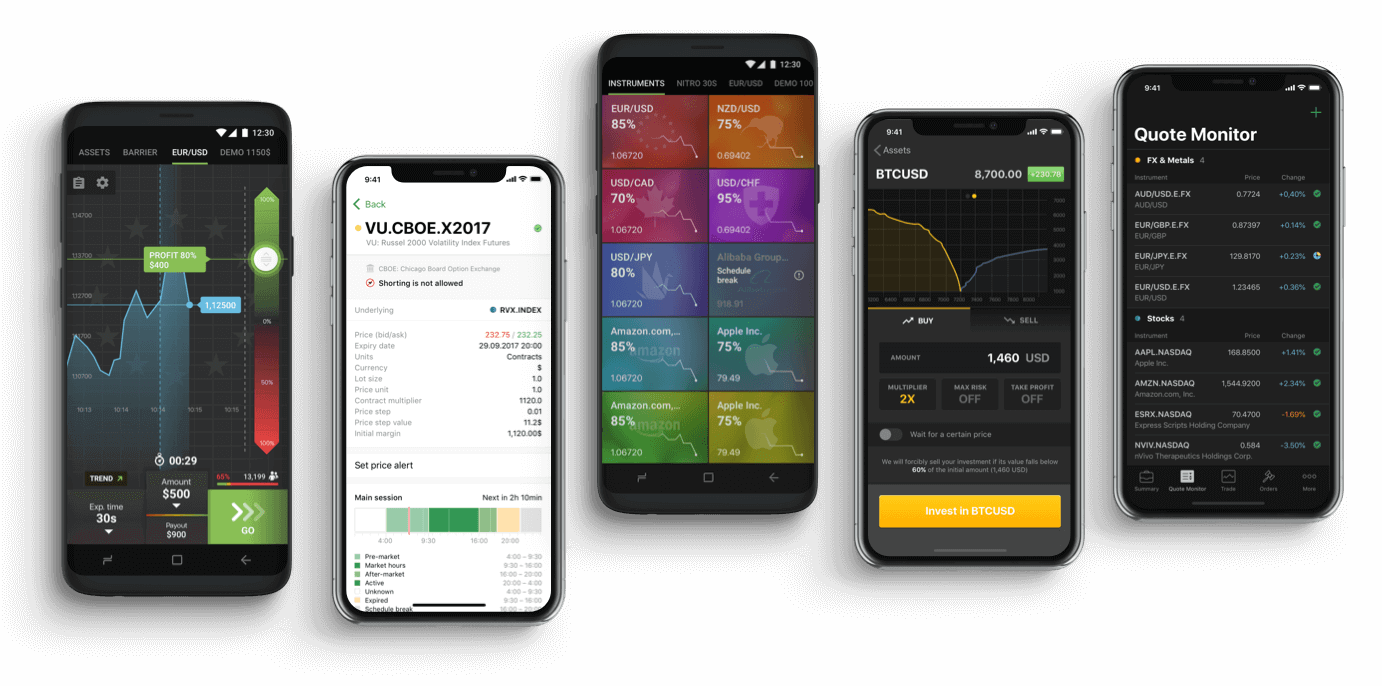 12:30
ASSETS BARRIER EUR/USD DEMO 1150$
114700
100%
PROFIT 80%
$400
113700
1,12500
112700
0%
110700
50%
10:13 10:14 10:14 10:15 10:15
100%
00:29
TREND
Amount
$500
65% 13,199
Exp. time
30s
Payout
$900
GO
9:41
Back
VU.CBOE.X2017
VU: Russel 2000 Volatility Index Futures
CBOE: Chicago Board Option Exchange
Shorting is not allowed
Underlying RVX.INDEX
Price (bid/ask) 232.75 / 232.25
Expiry date 29.09.2017 20:00
Units Contracts
Currency $
Lot size 1.0
Price unit 1.0
Contract multiplier 1120.0
Price step 0.01
Price step value 11.2$
Initial margin 1,120.00$
Set price alert
Main session Next in 2h 10min
4:00 9:30 16:00 20:00
Pre-market 4:00 – 9:30
Market hours 9:30 – 16:00
After-market 16:00 – 20:00
Active 20:00 – 4:00
Unknown 4:00 – 9:30
Expired 9:30 – 16:00
Schedule break 16:00 – 20:00
12:30
INSTRUMENTS NITRO 30S EUR/USD DEMO 100
EUR/USD
85%
1.06720
NZD/USD
75%
0.69402
USD/CAD
70%
1.06720
USD/CHF
95%
0.69402
USD/JPY
80%
1.06720
Alibaba Group...
Schedule
break
918.91
Amazon.com,...
85%
amazon
1.06720
Apple Inc.
75%
79.49
Amazon.com,...
85%
amazon
1.06720
Apple Inc.
75%
79.49
9:41
Assets
BTCUSD 8,700.00 +230.76
7000
6000
5000
4000
3000
2000
1000
BUY SELL
AMOUNT 1,460 USD
MULTIPLIER
2X
MAX RISK
OFF
TAKE PROFIT
OFF
Wait for a certain price
We will forcibly sell your investment if its value falls below
60% of the initial amount (1,460 USD)
Invest in BTCUSD
9:41
Quote Monitor
FX & Metals 4
Instrument Price Change
AUD/USD.E.FX 0.7724 +0,40%
AUD/USD
EUR/GBP.E.FX 0.87397 +0.14%
EUR/GBP
EUR/JPY.E.FX 129.8170 +0.23%
EUR/JPY
EUR/USD.E.FX 1.23465 +0.36%
EUR/USD
Stocks 4
Instrument Price Change
AAPL.NASDAQ 168.8500 +1.41%
Apple Inc.
AMZN.NASDAQ 1,544.9200 +2.34%
Amazon.com, Inc.
ESRX.NASDAQ 70.4700 -1.69%
Express Scripts Holding Company
NVIV.NASDAQ 0.584 -3.50%
nVivo Therapeutics Holdings Corp.
Summary Quote Monitor Trade Orders More